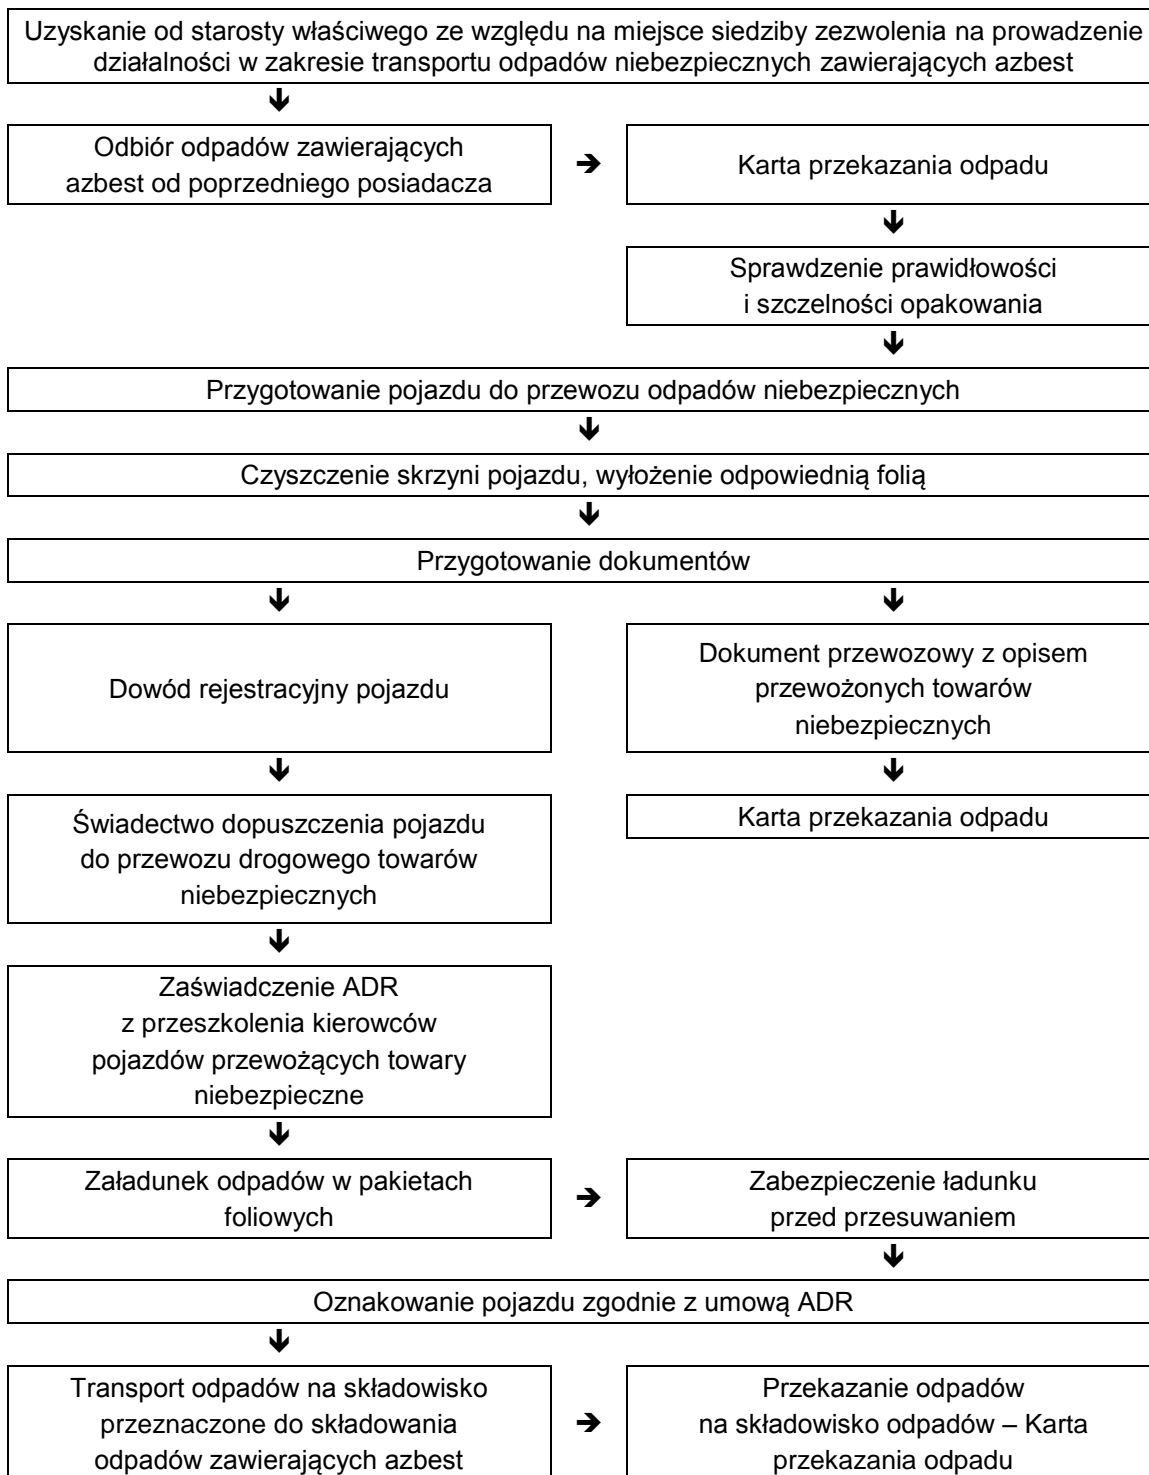 Uzyskanie od starosty właściwego ze względu na miejsce siedziby zezwolenia na prowadzenie
działalności w zakresie transportu odpadów niebezpiecznych zawierających azbest
Odbiór odpadów zawierających
azbest od poprzedniego posiadacza
Karta przekazania odpadu
Sprawdzenie prawidłowości
i szczelności opakowania
Przygotowanie pojazdu do przewozu odpadów niebezpiecznych
Czyszczenie skrzyni pojazdu, wyłożenie odpowiednią folią
Przygotowanie dokumentów
Dowód rejestracyjny pojazdu
Dokument przewozowy z opisem
przewożonych towarów
niebezpiecznych
Świadectwo dopuszczenia pojazdu
do przewozu drogowego towarów
niebezpiecznych
Karta przekazania odpadu
Zaświadczenie ADR
z przeszkolenia kierowców
pojazdów przewożących towary
niebezpieczne
Załadunek odpadów w pakietach
foliowych
Zabezpieczenie ładunku
przed przesuwaniem
Oznakowanie pojazdu zgodnie z umową ADR
Transport odpadów na składowisko
przeznaczone do składowania
odpadów zawierających azbest
Przekazanie odpadów
na składowisko odpadów – Karta
przekazania odpadu